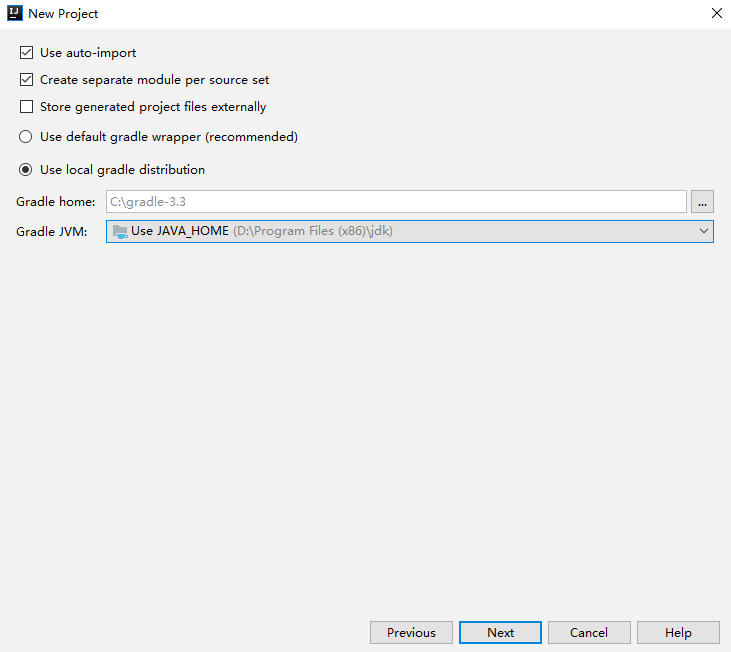 IJ New Project
Use auto-import
Create separate module per source set
Store generated project files externally
Use default gradle wrapper (recommended)
Use local gradle distribution
Gradle home: C:\gradle-3.3 ...
Gradle JVM: Use JAVA_HOME (D:\Program Files (x86)\jdk)
Previous Next Cancel Help